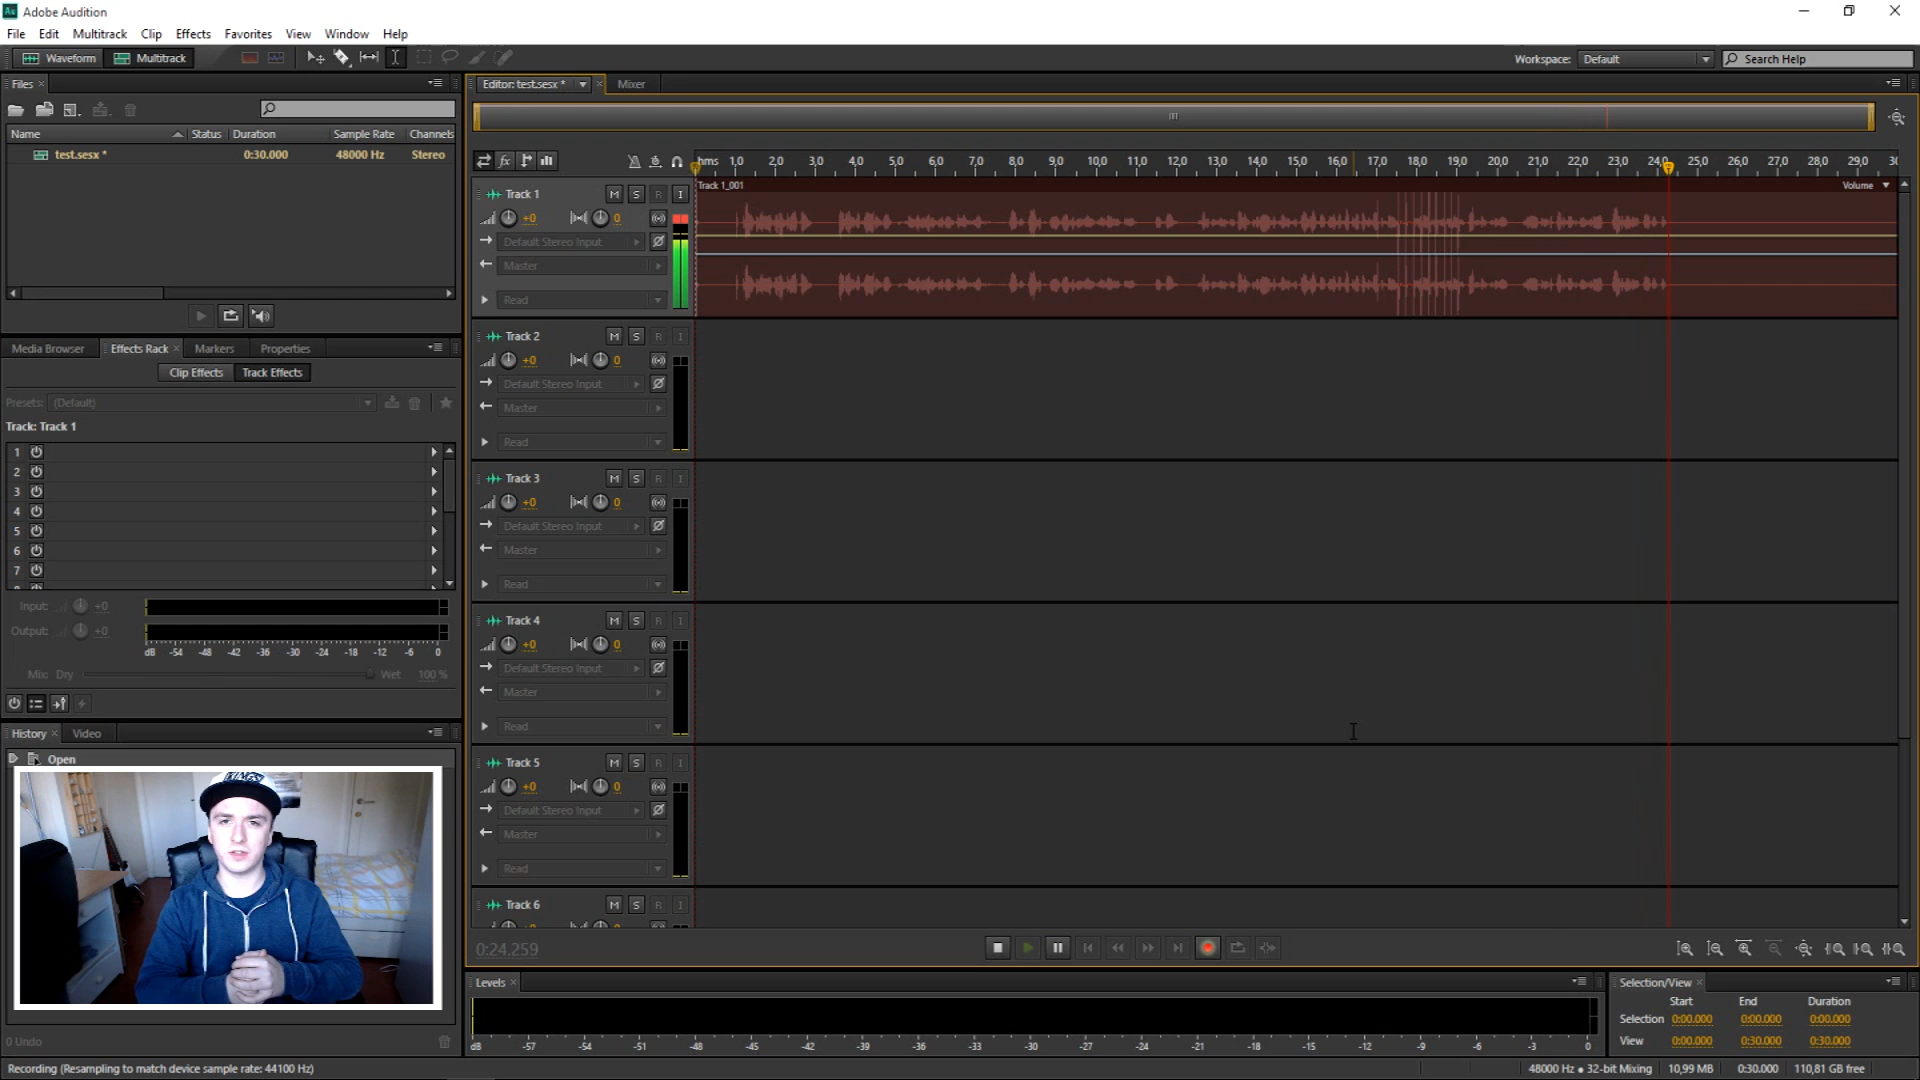 Au Adobe Audition
File Edit Multitrack Clip Effects Favorites View Window Help
Waveform Multitrack Workspace: Default Search Help
Files
Name Status Duration Sample Rate Channels
test.sesx * 0:30.000 48000 Hz Stereo
Media Browser Effects Rack Markers Properties
Clip Effects Track Effects
Presets: (Default)
Track: Track 1
1
2
3
4
5
6
7
Input: +0
Output: +0
dB -54 -48 -42 -36 -30 -24 -18 -12 -6 0
Mix: Dry Wet 100 %
History Video
Open
KINGS
0 Undo
Editor: test.sesx * Mixer
fx hms 1,0 2,0 3,0 4,0 5,0 6,0 7,0 8,0 9,0 10,0 11,0 12,0 13,0 14,0 15,0 16,0 17,0 18,0 19,0 20,0 21,0 22,0 23,0 24,0 25,0 26,0 27,0 28,0 29,0
Track 1_001 Volume
Track 1 M S R I
+0 0
Default Stereo Input
Master
Read
Track 2 M S R I
+0 0
Default Stereo Input
Master
Read
Track 3 M S R I
+0 0
Default Stereo Input
Master
Read
Track 4 M S R I
+0 0
Default Stereo Input
Master
Read
Track 5 M S R I
+0 0
Default Stereo Input
Master
Read
Track 6 M S R I
0:24.259
Levels
dB -57 -54 -51 -48 -45 -42 -39 -36 -33 -30 -27 -24 -21 -18 -15 -12 -9 -6 -3 0
Selection/View
Start End Duration
Selection 0:00.000 0:00.000 0:00.000
View 0:00.000 0:30.000 0:30.000
Recording (Resampling to match device sample rate: 44100 Hz) 48000 Hz • 32-bit Mixing 10,99 MB 0:30.000 110,81 GB free